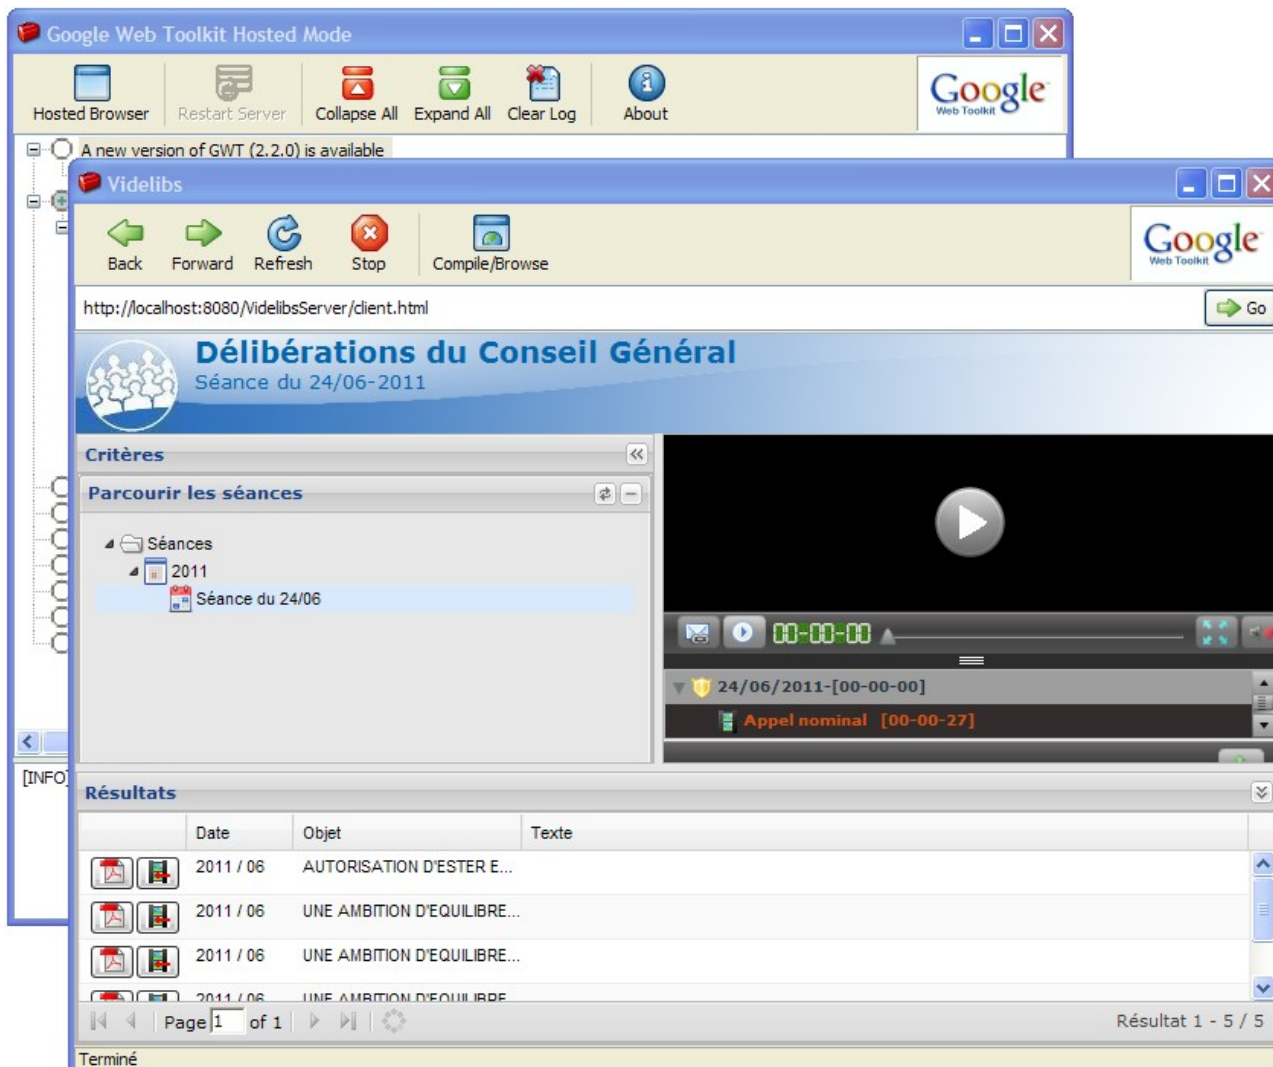 Google Web Toolkit Hosted Mode
Hosted Browser Restart Server Collapse All Expand All Clear Log About
Google
Web Toolkit
A new version of GWT (2.2.0) is available
Videlibs
Back Forward Refresh Stop Compile/Browse
Google
Web Toolkit
http://localhost:8080/VidelibsServer/client.html Go
Délibérations du Conseil Général
Séance du 24/06-2011
Critères
Parcourir les séances
Séances
2011
Séance du 24/06
00-00-00
24/06/2011-[00-00-00]
Appel nominal [00-00-27]
[INFO]
Résultats
Date Objet Texte
2011 / 06 AUTORISATION D'ESTER E...
2011 / 06 UNE AMBITION D'EQUILIBRE...
2011 / 06 UNE AMBITION D'EQUILIBRE...
2011 / 06 UNE AMBITION D'EQUILIBRE
Page 1 of 1 Résultat 1 - 5 / 5
Terminé